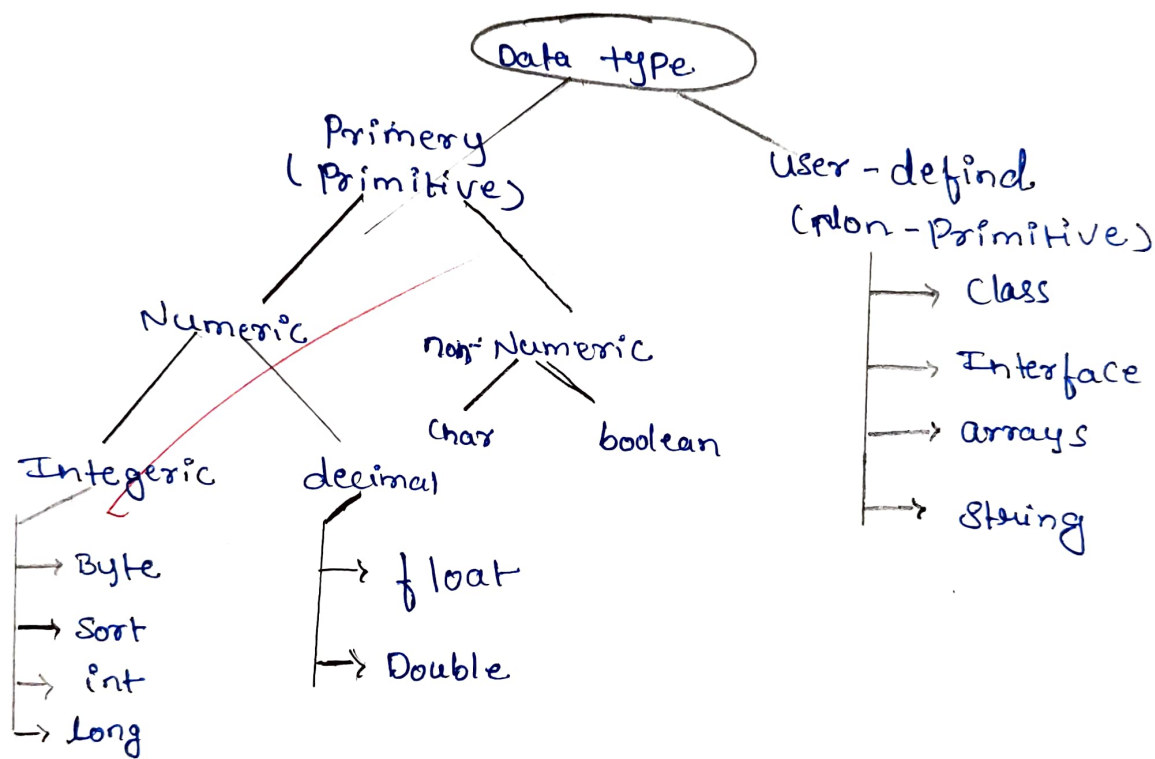 Data type
Primery
(Primitive)
user-defind
(Non-Primitive)
Class
Interface
arrays
String
Numeric
non-Numeric
Char
boolean
Integeric
decimal
Byte
Sort
int
Long
float
Double